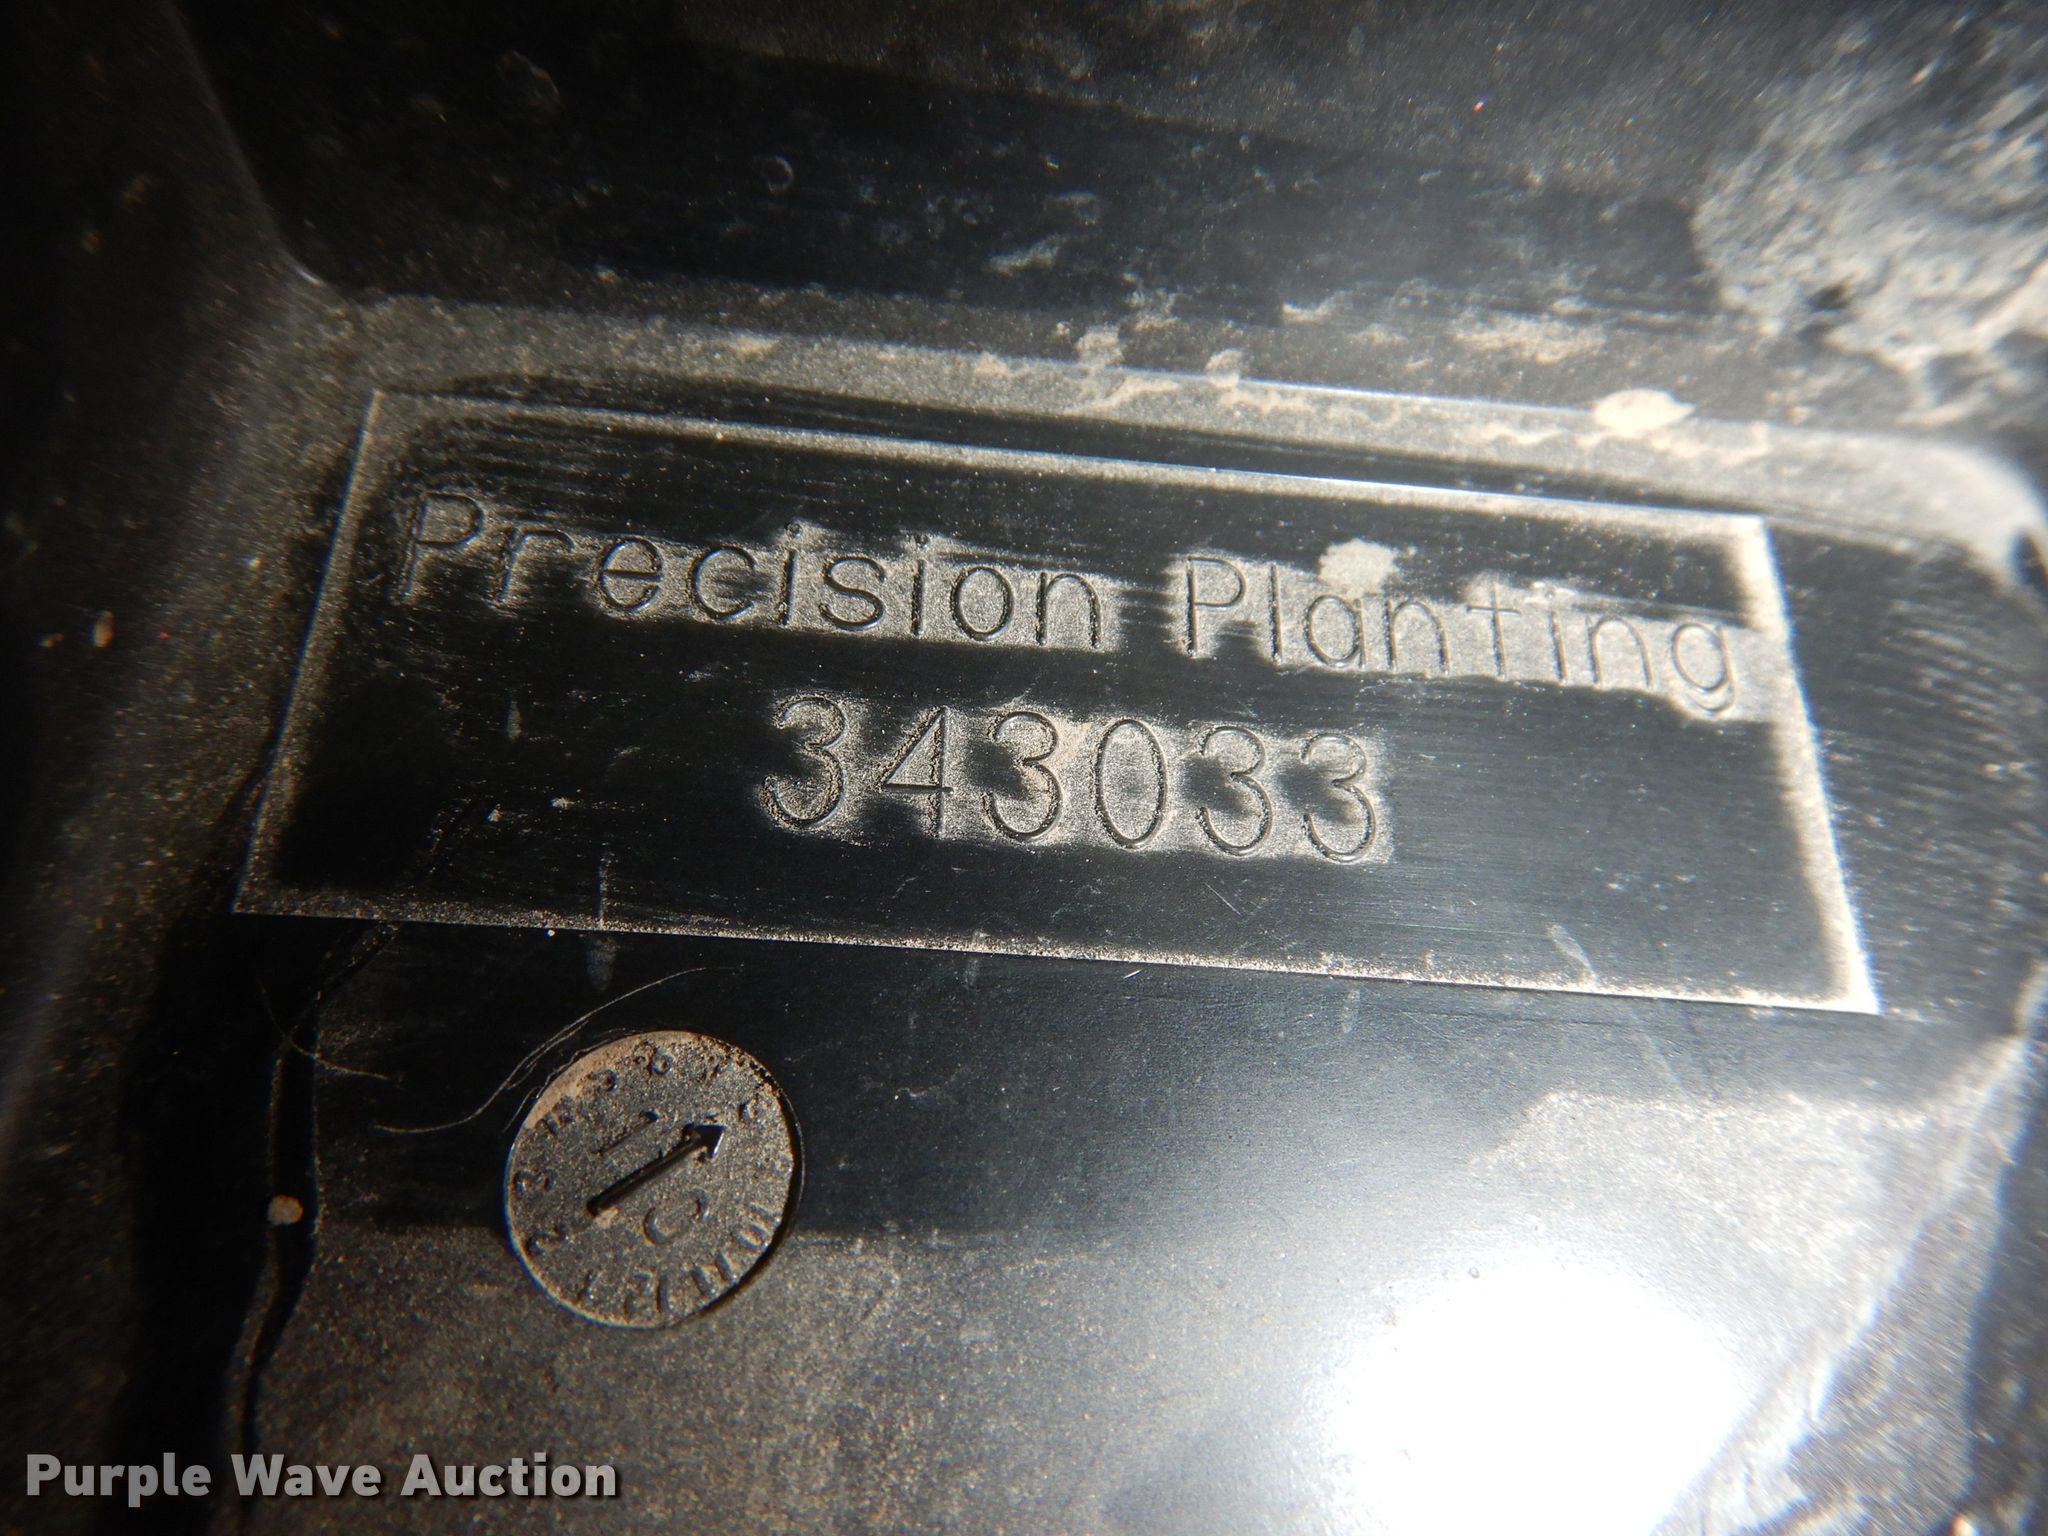 Precision Planting
343033
Purple Wave Auction